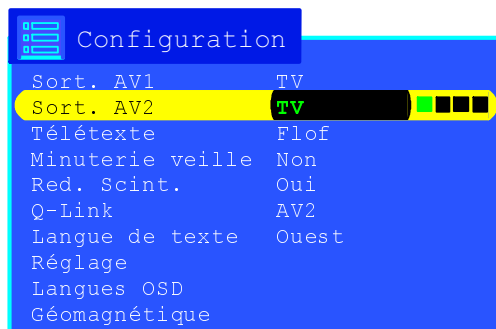 Configuration
Sort. AV1 TV
Sort. AV2 TV
Télétexte Flof
Minuterie veille Non
Red. Scint. Oui
Q-Link AV2
Langue de texte Ouest
Réglage
Langues OSD
Géomagnétique